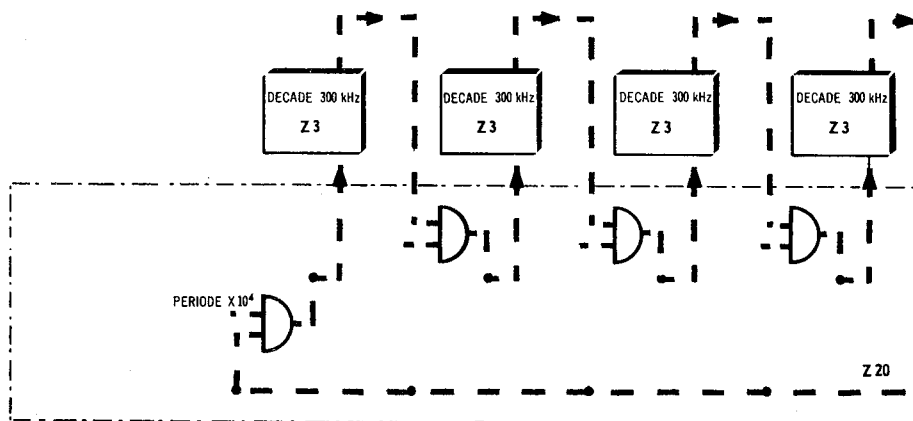 DECADE 300 kHz
Z 3
DECADE 300 kHz
Z 3
DECADE 300 kHz
Z 3
DECADE 300 kHz
Z 3
PERIODE X 10⁴
Z 20